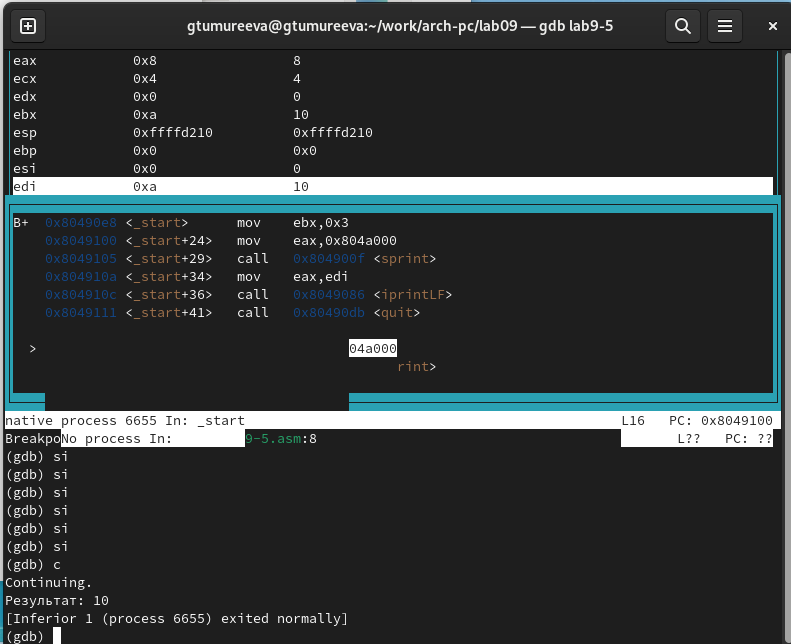 gtumureeva@gtumureeva:~/work/arch-pc/lab09 — gdb lab9-5
eax 0x8 8
ecx 0x4 4
edx 0x0 0
ebx 0xa 10
esp 0xffffd210 0xffffd210
ebp 0x0 0x0
esi 0x0 0
edi 0xa 10
B+ 0x80490e8 <_start> mov ebx,0x3
0x8049100 <_start+24> mov eax,0x804a000
0x8049105 <_start+29> call 0x804900f <sprint>
0x804910a <_start+34> mov eax,edi
0x804910c <_start+36> call 0x8049086 <iprintLF>
0x8049111 <_start+41> call 0x80490db <quit>
> 04a000
rint>
native process 6655 In: _start L16 PC: 0x8049100
BreakpoNo process In: 9-5.asm:8 L?? PC: ??
(gdb) si
(gdb) si
(gdb) si
(gdb) si
(gdb) si
(gdb) si
(gdb) c
Continuing.
Результат: 10
[Inferior 1 (process 6655) exited normally]
(gdb)